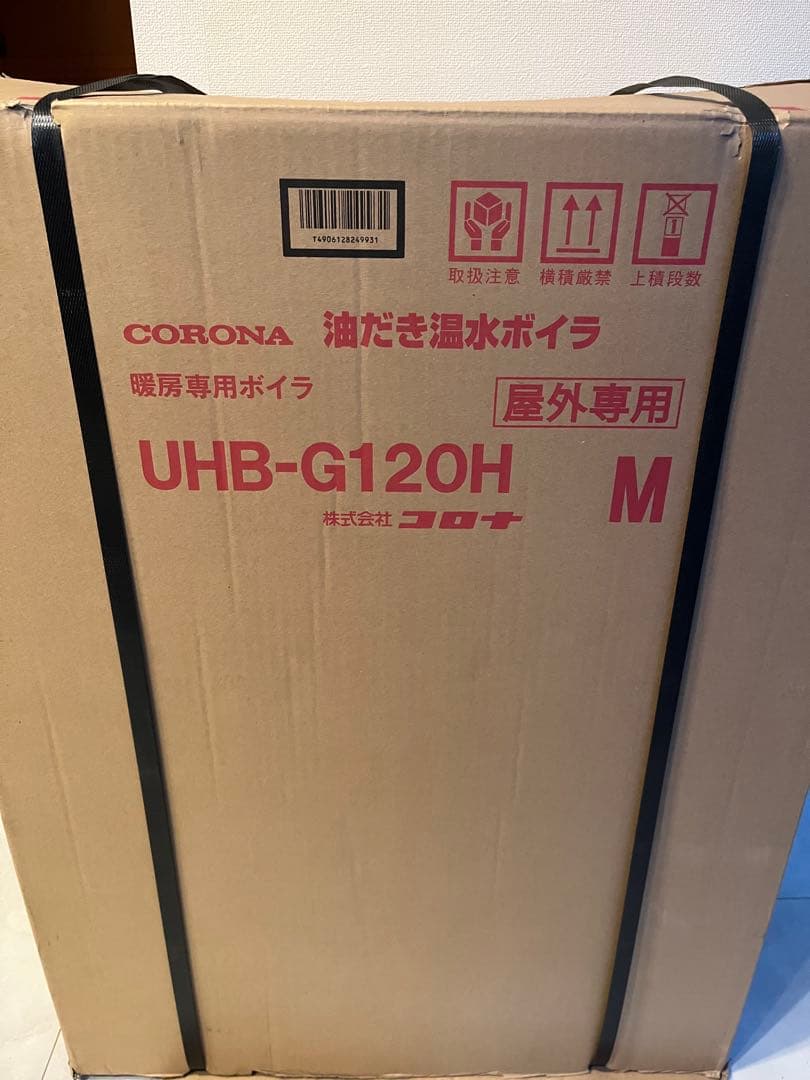 T4906128249931
1
取扱注意 横積厳禁 上積段数
CORONA 油だき温水ボイラ
暖房専用ボイラ 屋外専用
UHB-G120H M
株式会社 コロナ